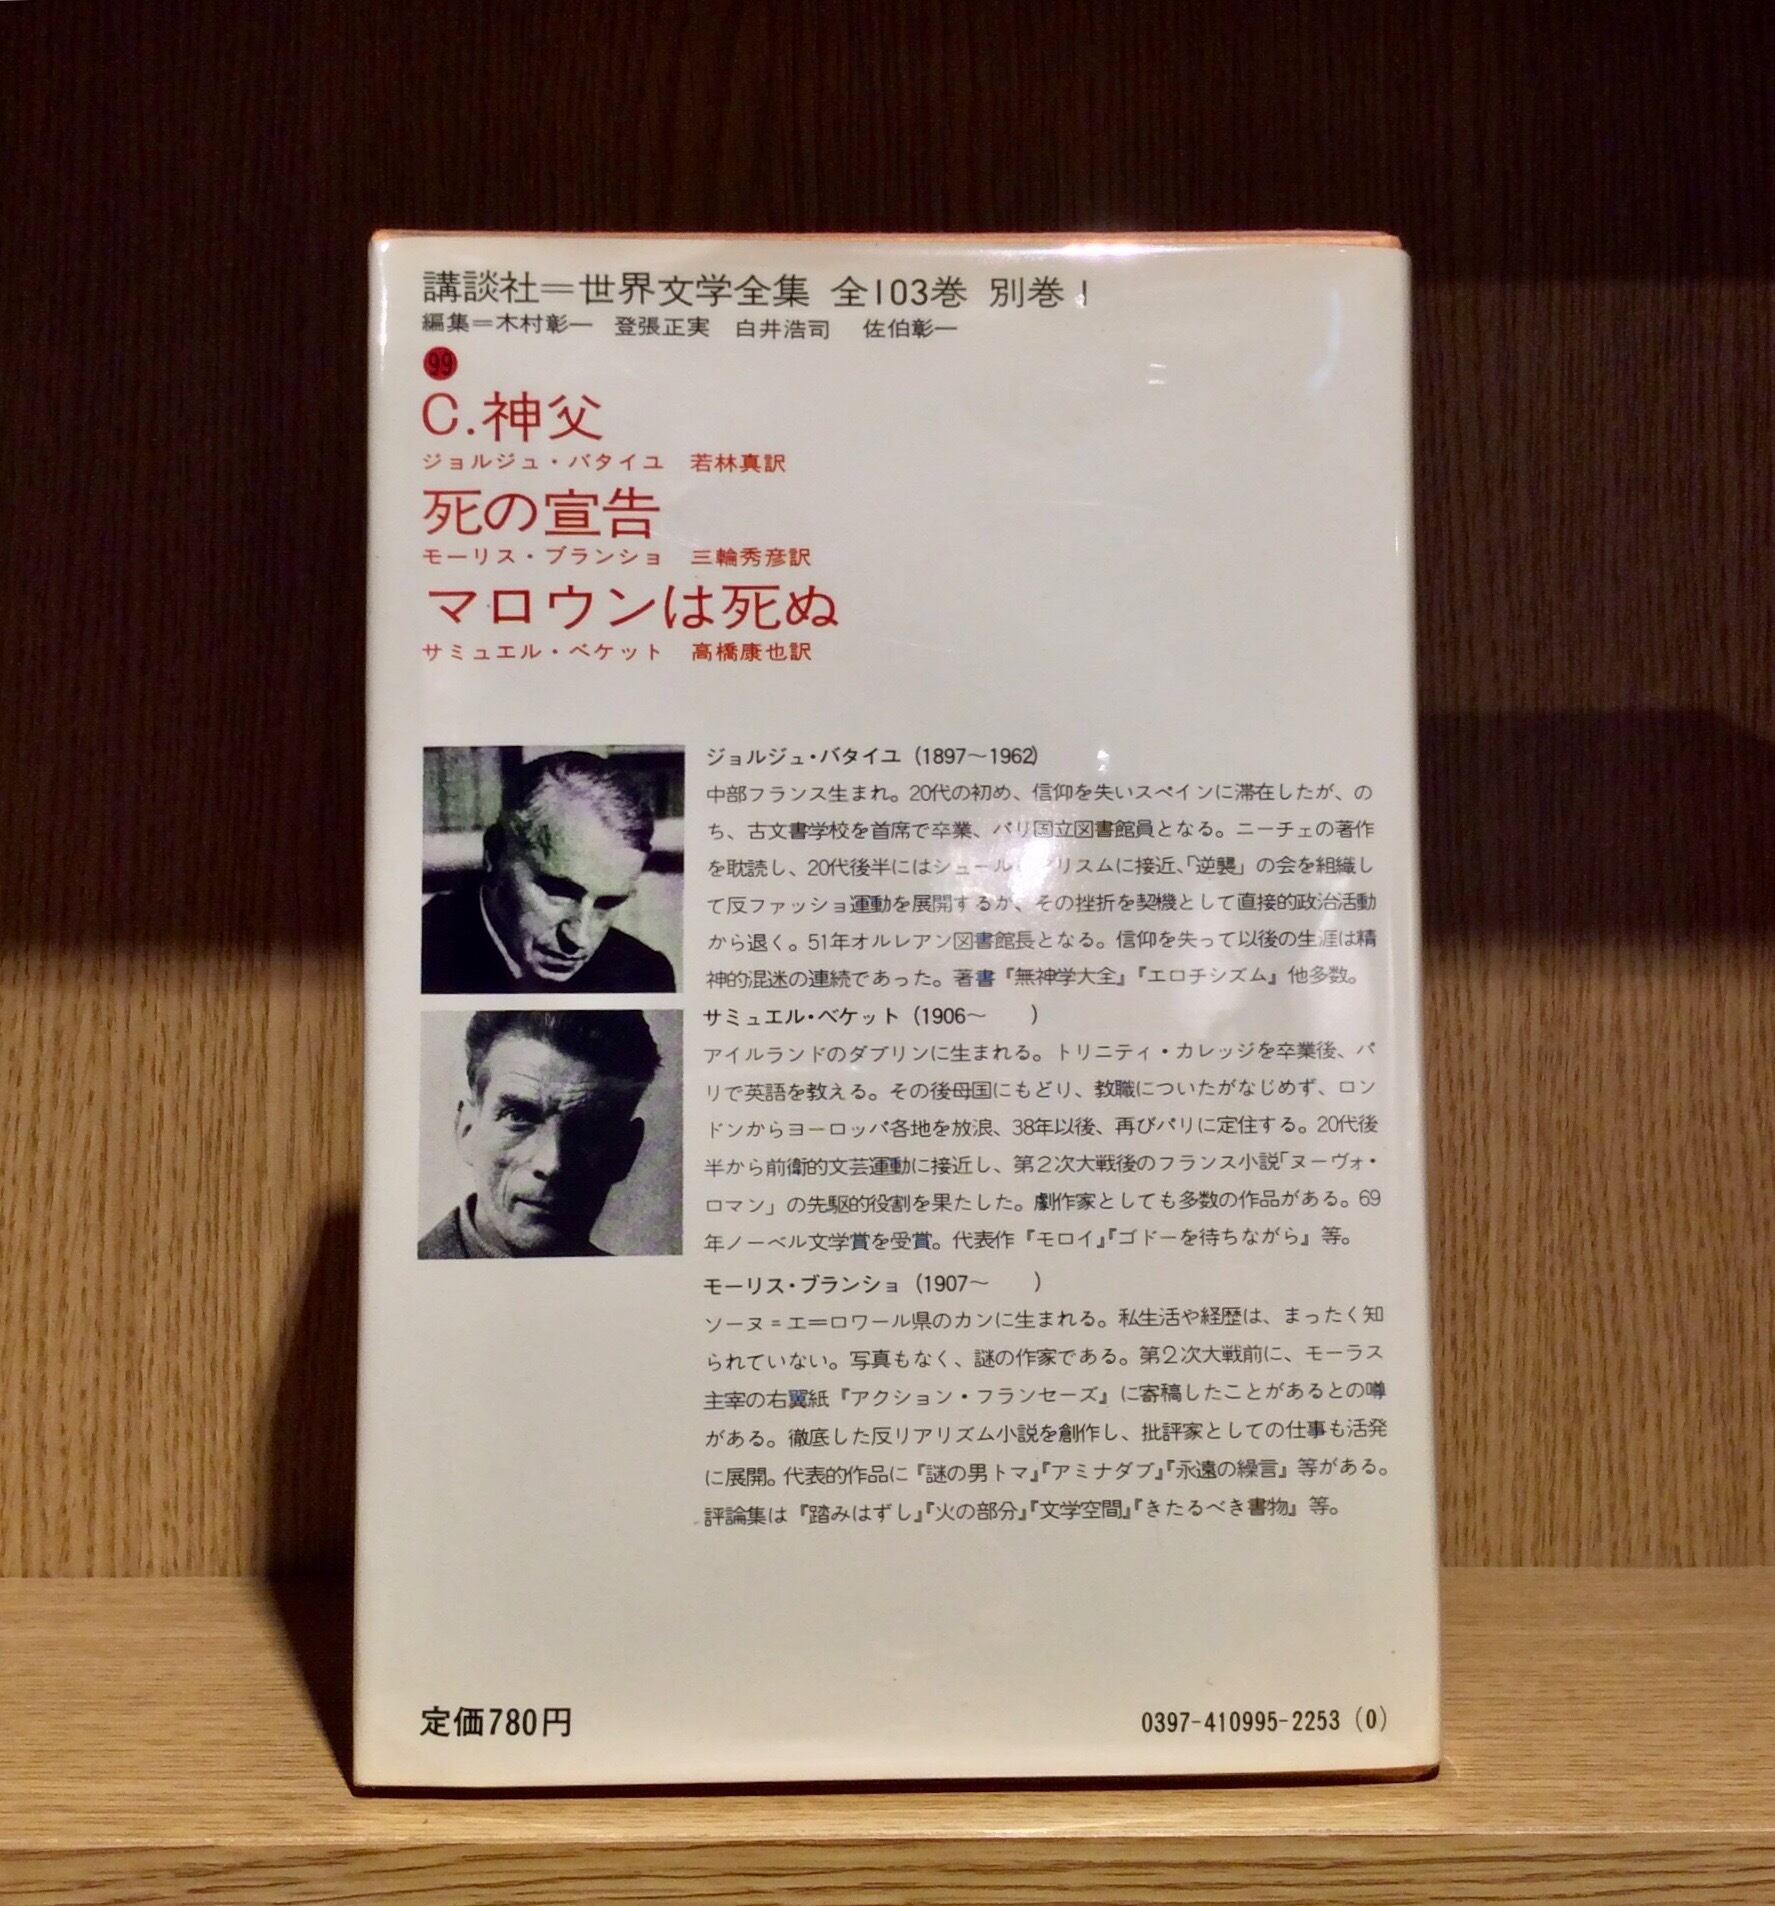 講談社＝世界文学全集 全103巻 別巻1
編集＝木村彰一 登張正実 白井浩司 佐伯彰一
99
C.神父
ジョルジュ・バタイユ 若林真訳
死の宣告
モーリス・ブランショ 三輪秀彦訳
マロウンは死ぬ
サミュエル・ベケット 高橋康也訳
ジョルジュ・バタイユ（1897〜1962）
中部フランス生まれ。20代の初め、信仰を失いスペインに滞在したが、の
ち、古文書学校を首席で卒業、パリ国立図書館員となる。ニーチェの著作
を耽読し、20代後半にはシュールレアリスムに接近、「逆襲」の会を組織し
て反ファッショ運動を展開するが、その挫折を契機として直接的政治活動
から退く。51年オルレアン図書館長となる。信仰を失って以後の生涯は精
神的混迷の連続であった。著書『無神学大全』『エロチシズム』他多数。
サミュエル・ベケット（1906〜　　）
アイルランドのダブリンに生まれる。トリニティ・カレッジを卒業後、パ
リで英語を教える。その後母国にもどり、教職についたがなじめず、ロン
ドンからヨーロッパ各地を放浪、38年以後、再びパリに定住する。20代後
半から前衛的文芸運動に接近し、第２次大戦後のフランス小説「ヌーヴォ・
ロマン」の先駆的役割を果たした。劇作家としても多数の作品がある。69
年ノーベル文学賞を受賞。代表作『モロイ』『ゴドーを待ちながら』等。
モーリス・ブランショ（1907〜　　）
ソーヌ＝エ＝ロワール県のカンに生まれる。私生活や経歴は、まったく知
られていない。写真もなく、謎の作家である。第２次大戦前に、モーラス
主宰の右翼紙『アクション・フランセーズ』に寄稿したことがあるとの噂
がある。徹底した反リアリズム小説を創作し、批評家としての仕事も活発
に展開。代表的作品に『謎の男トマ』『アミナダブ』『永遠の繰言』等がある。
評論集は『踏みはずし』『火の部分』『文学空間』『きたるべき書物』等。
定価780円
0397-410995-2253（0）